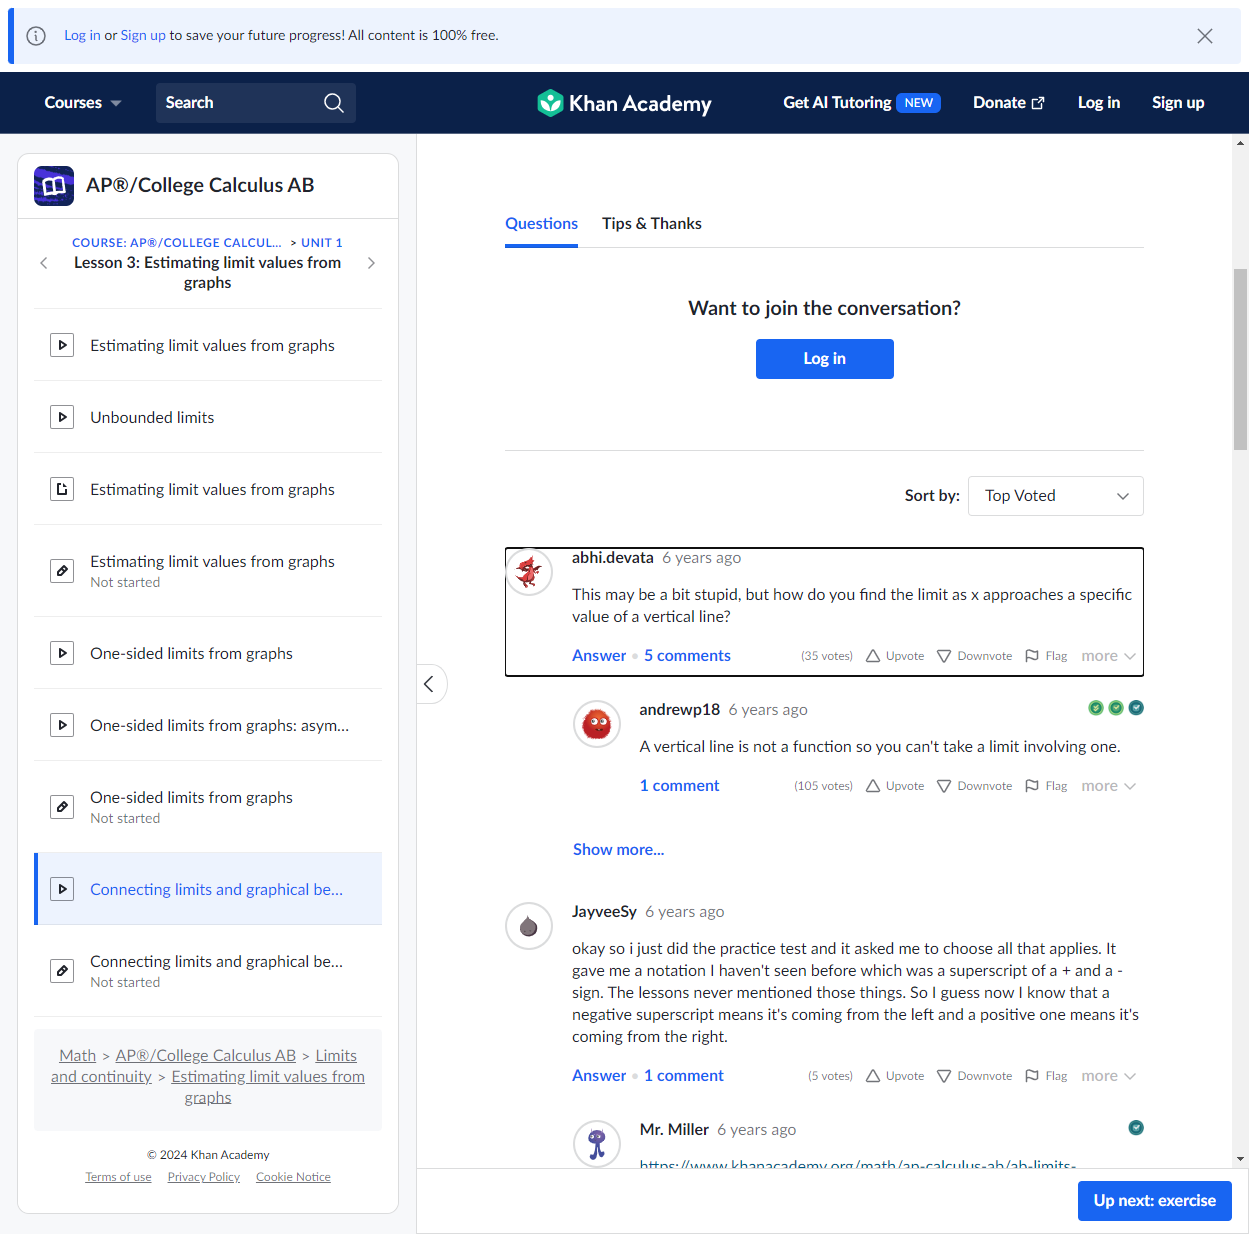 Log in or Sign up to save your future progress! All content is 100% free.
Courses
Search
Khan Academy
Get AI Tutoring NEW
Donate
Log in
Sign up
AP®/College Calculus AB
COURSE: AP®/COLLEGE CALCUL... > UNIT 1
Lesson 3: Estimating limit values from
graphs
Estimating limit values from graphs
Unbounded limits
Estimating limit values from graphs
Estimating limit values from graphs
Not started
One-sided limits from graphs
One-sided limits from graphs: asym...
One-sided limits from graphs
Not started
Connecting limits and graphical be...
Connecting limits and graphical be...
Not started
Math > AP®/College Calculus AB > Limits
and continuity > Estimating limit values from
graphs
© 2024 Khan Academy
Terms of use Privacy Policy Cookie Notice
Questions Tips & Thanks
Want to join the conversation?
Log in
Sort by: Top Voted
abhi.devata 6 years ago
This may be a bit stupid, but how do you find the limit as x approaches a specific
value of a vertical line?
Answer • 5 comments (35 votes) Upvote Downvote Flag more
andrewp18 6 years ago
A vertical line is not a function so you can't take a limit involving one.
1 comment (105 votes) Upvote Downvote Flag more
Show more...
JayveeSy 6 years ago
okay so i just did the practice test and it asked me to choose all that applies. It
gave me a notation I haven't seen before which was a superscript of a + and a -
sign. The lessons never mentioned those things. So I guess now I know that a
negative superscript means it's coming from the left and a positive one means it's
coming from the right.
Answer • 1 comment (5 votes) Upvote Downvote Flag more
Mr. Miller 6 years ago
https://www.khanacademy.org/math/ap-calculus-ab/ab-limits-
Up next: exercise